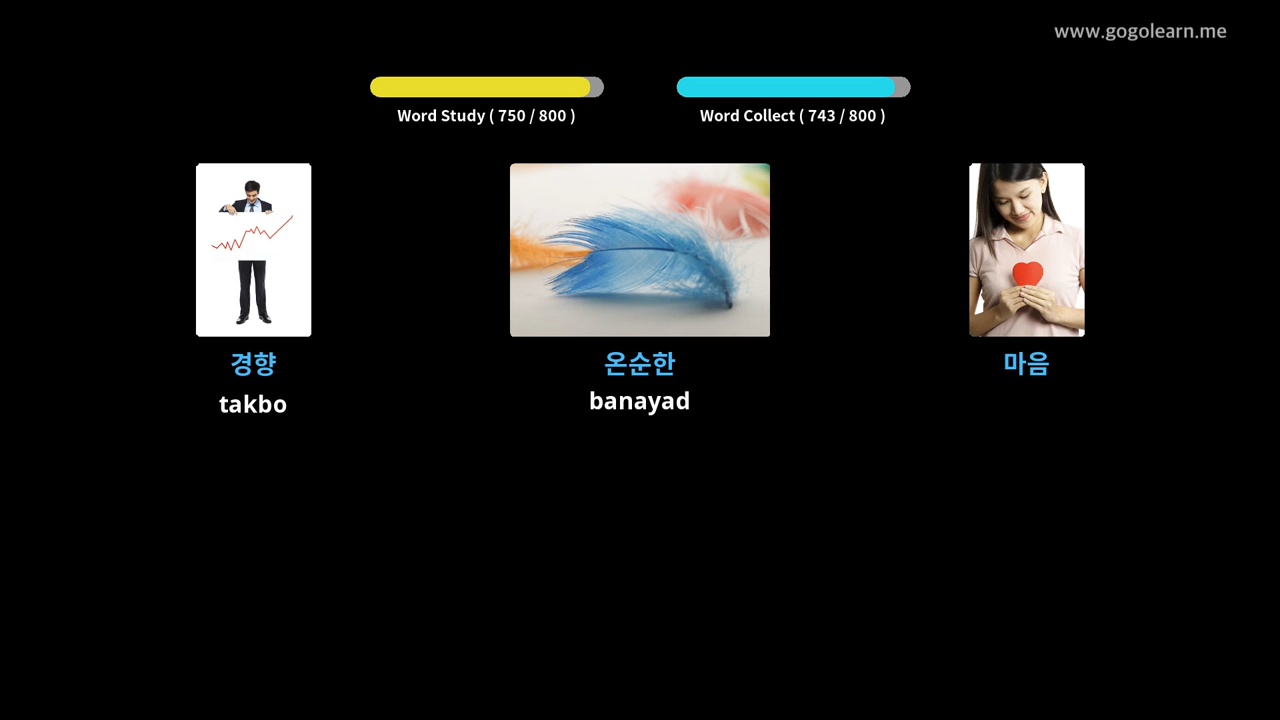 www.gogolearn.me
Word Study ( 750 / 800 )
Word Collect ( 743 / 800 )
경향
takbo
온순한
banayad
마음